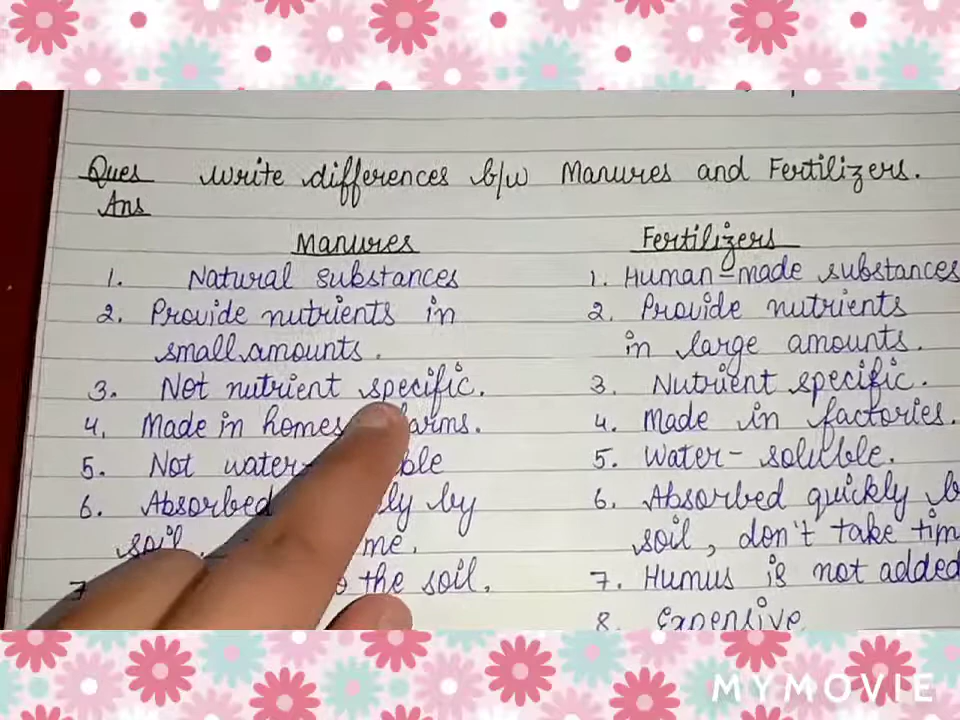 Ques write differences b/w Manures and Fertilizers.
Ans
Manures Fertilizers
1. Natural substances 1. Human-made substances
2. Provide nutrients in 2. Provide nutrients
small amounts. in large amounts.
3. Not nutrient specific. 3. Nutrient specific.
4. Made in homes 4. Made in factories.
5. Not water- 5. Water-soluble.
6. Absorbed by 6. Absorbed quickly
soil, soil, don't take
7 the soil. 7. Humus is not added
8. Expensive
MYMOVIE